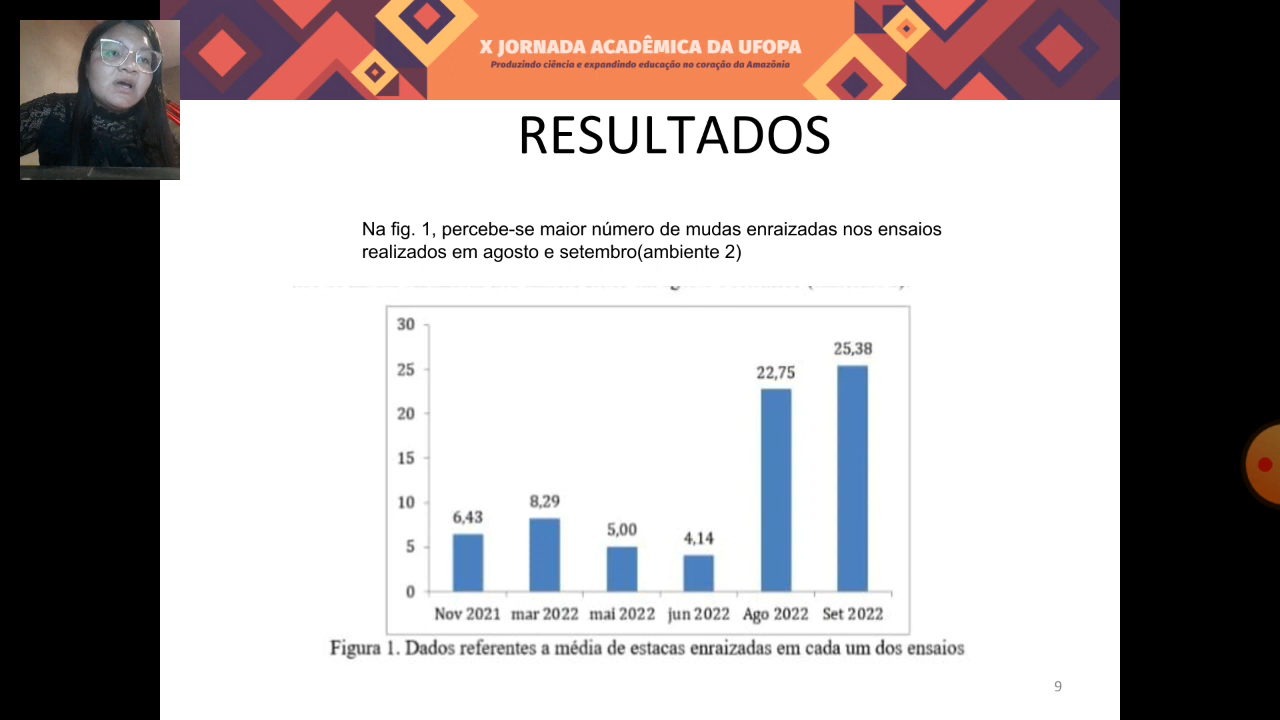 X JORNADA ACADÊMICA DA UFOPA
Produzindo ciência e expandindo educação no coração da Amazônia
RESULTADOS
Na fig. 1, percebe-se maior número de mudas enraizadas nos ensaios
realizados em agosto e setembro(ambiente 2)
30
25
20
15
10
5
0
6,43
8,29
5,00
4,14
22,75
25,38
Nov 2021 mar 2022 mai 2022 jun 2022 Ago 2022 Set 2022
Figura 1. Dados referentes a média de estacas enraizadas em cada um dos ensaios
9